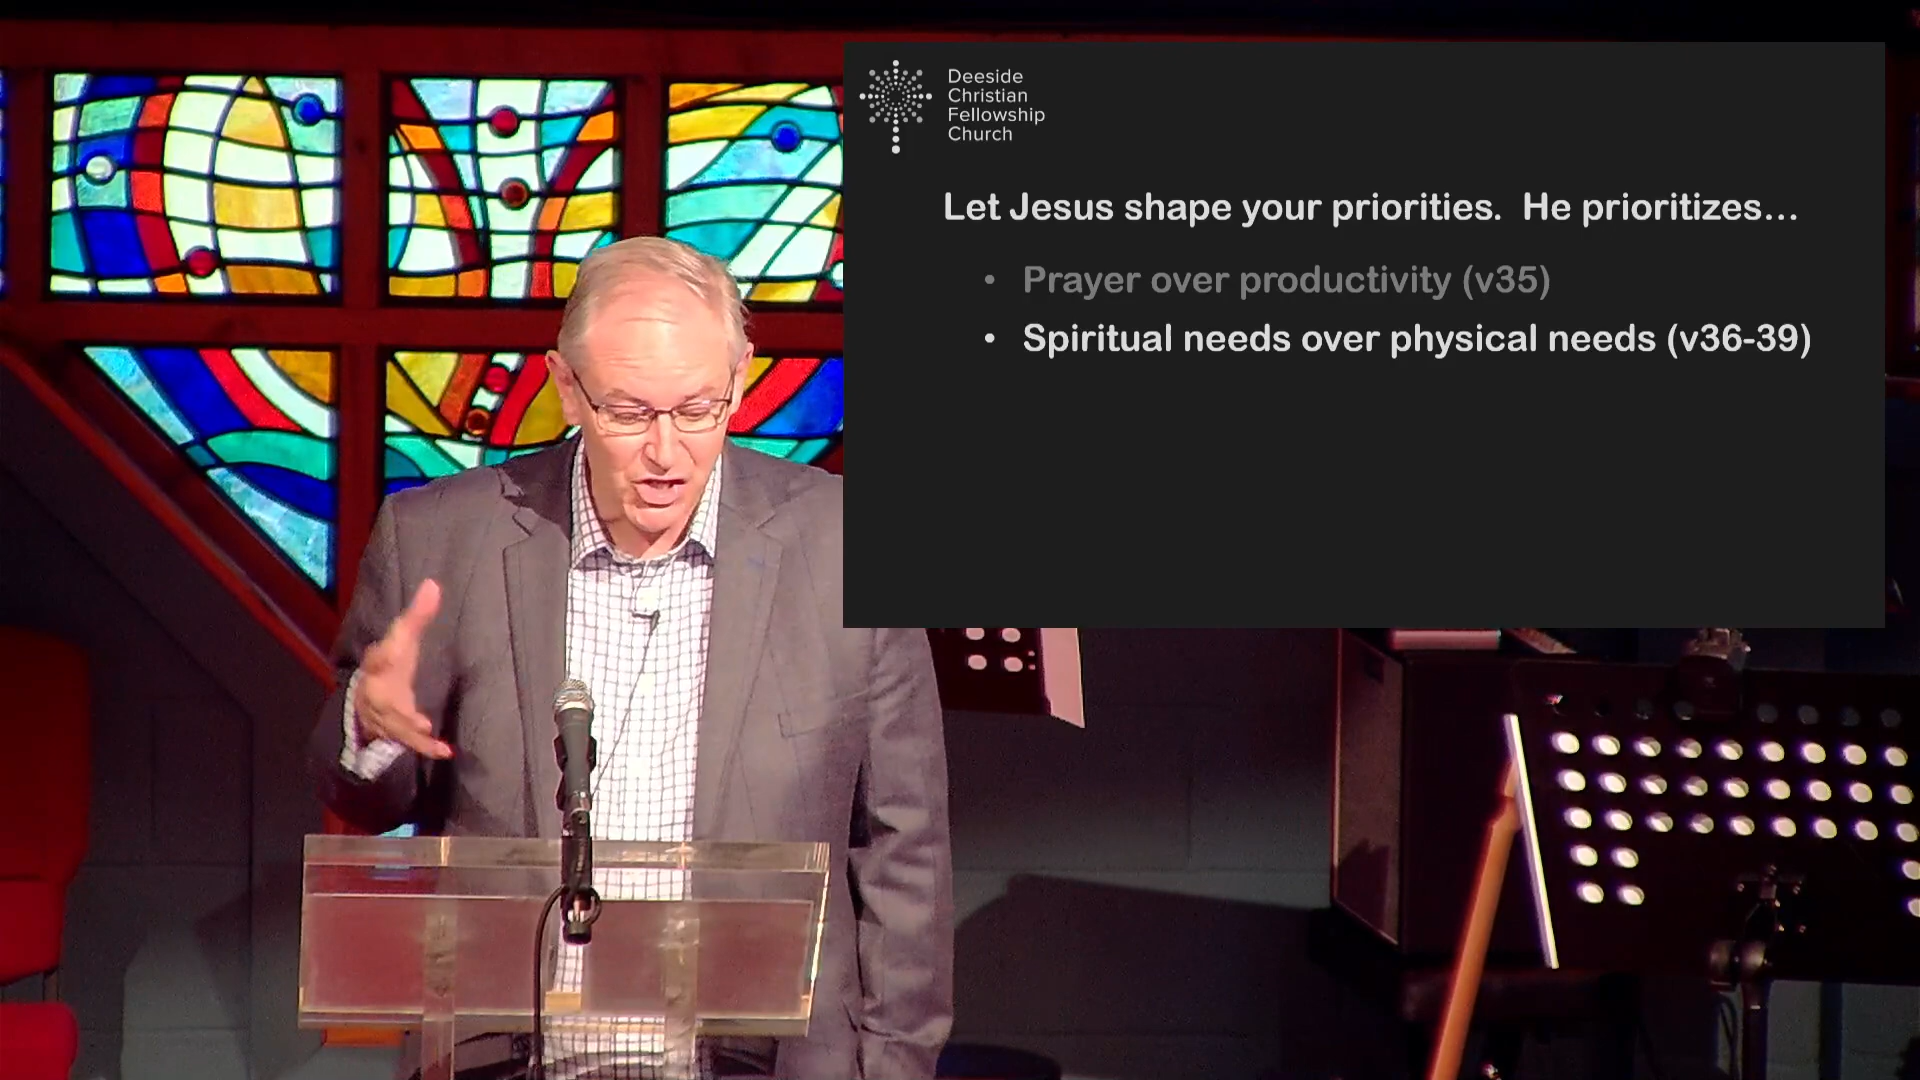 Deeside
Christian
Fellowship
Church
Let Jesus shape your priorities.  He prioritizes…
• Prayer over productivity (v35)
• Spiritual needs over physical needs (v36-39)